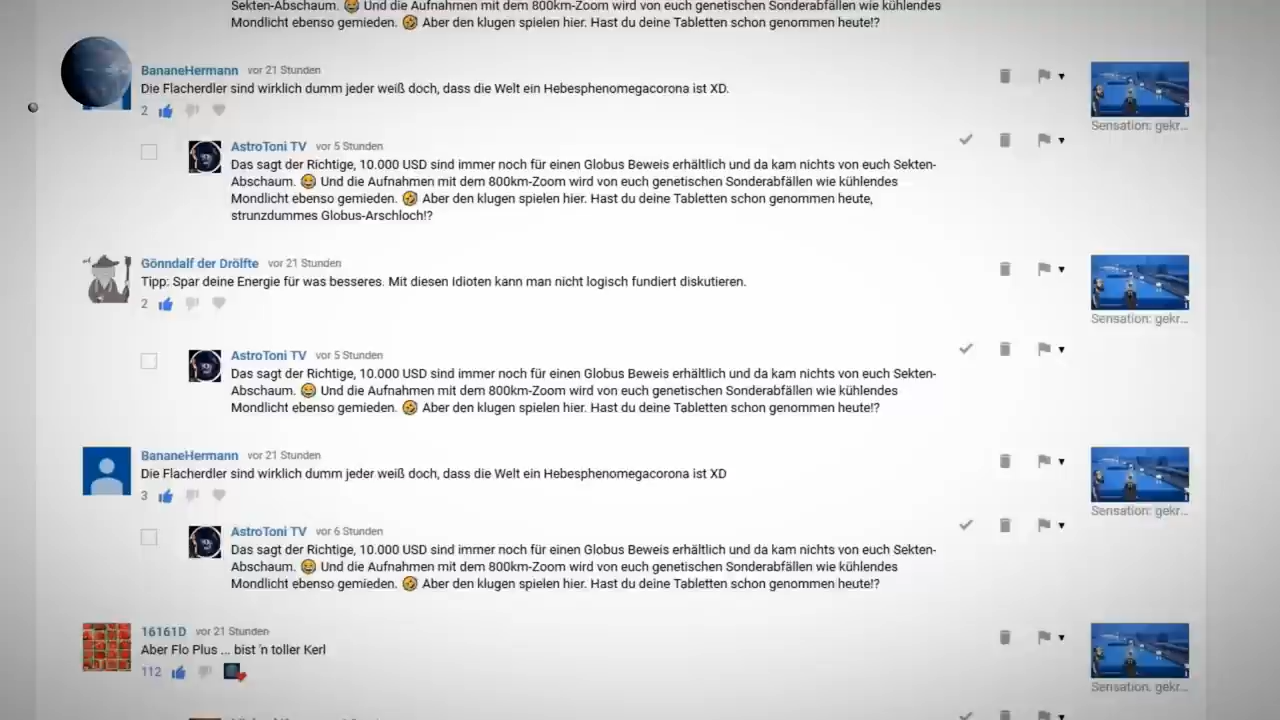 Sekten-Abschaum. 😂 Und die Aufnahmen mit dem 800km-Zoom wird von euch genetischen Sonderabfällen wie kühlendes
Mondlicht ebenso gemieden. 🤣 Aber den klugen spielen hier. Hast du deine Tabletten schon genommen heute!?
BananeHermann vor 21 Stunden
Die Flacherdler sind wirklich dumm jeder weiß doch, dass die Welt ein Hebesphenomegacorona ist XD.
2
Sensation: gekr...
AstroToni TV vor 5 Stunden
Das sagt der Richtige, 10.000 USD sind immer noch für einen Globus Beweis erhältlich und da kam nichts von euch Sekten-
Abschaum. 😂 Und die Aufnahmen mit dem 800km-Zoom wird von euch genetischen Sonderabfällen wie kühlendes
Mondlicht ebenso gemieden. 🤣 Aber den klugen spielen hier. Hast du deine Tabletten schon genommen heute,
strunzdummes Globus-Arschloch!?
Gönndalf der Drölfte vor 21 Stunden
Tipp: Spar deine Energie für was besseres. Mit diesen Idioten kann man nicht logisch fundiert diskutieren.
2
Sensation: gekr...
AstroToni TV vor 5 Stunden
Das sagt der Richtige, 10.000 USD sind immer noch für einen Globus Beweis erhältlich und da kam nichts von euch Sekten-
Abschaum. 😂 Und die Aufnahmen mit dem 800km-Zoom wird von euch genetischen Sonderabfällen wie kühlendes
Mondlicht ebenso gemieden. 🤣 Aber den klugen spielen hier. Hast du deine Tabletten schon genommen heute!?
BananeHermann vor 21 Stunden
Die Flacherdler sind wirklich dumm jeder weiß doch, dass die Welt ein Hebesphenomegacorona ist XD
3
Sensation: gekr...
AstroToni TV vor 6 Stunden
Das sagt der Richtige, 10.000 USD sind immer noch für einen Globus Beweis erhältlich und da kam nichts von euch Sekten-
Abschaum. 😂 Und die Aufnahmen mit dem 800km-Zoom wird von euch genetischen Sonderabfällen wie kühlendes
Mondlicht ebenso gemieden. 🤣 Aber den klugen spielen hier. Hast du deine Tabletten schon genommen heute!?
16161D vor 21 Stunden
Aber Flo Plus ... bist 'n toller Kerl
112
Sensation: gekr...